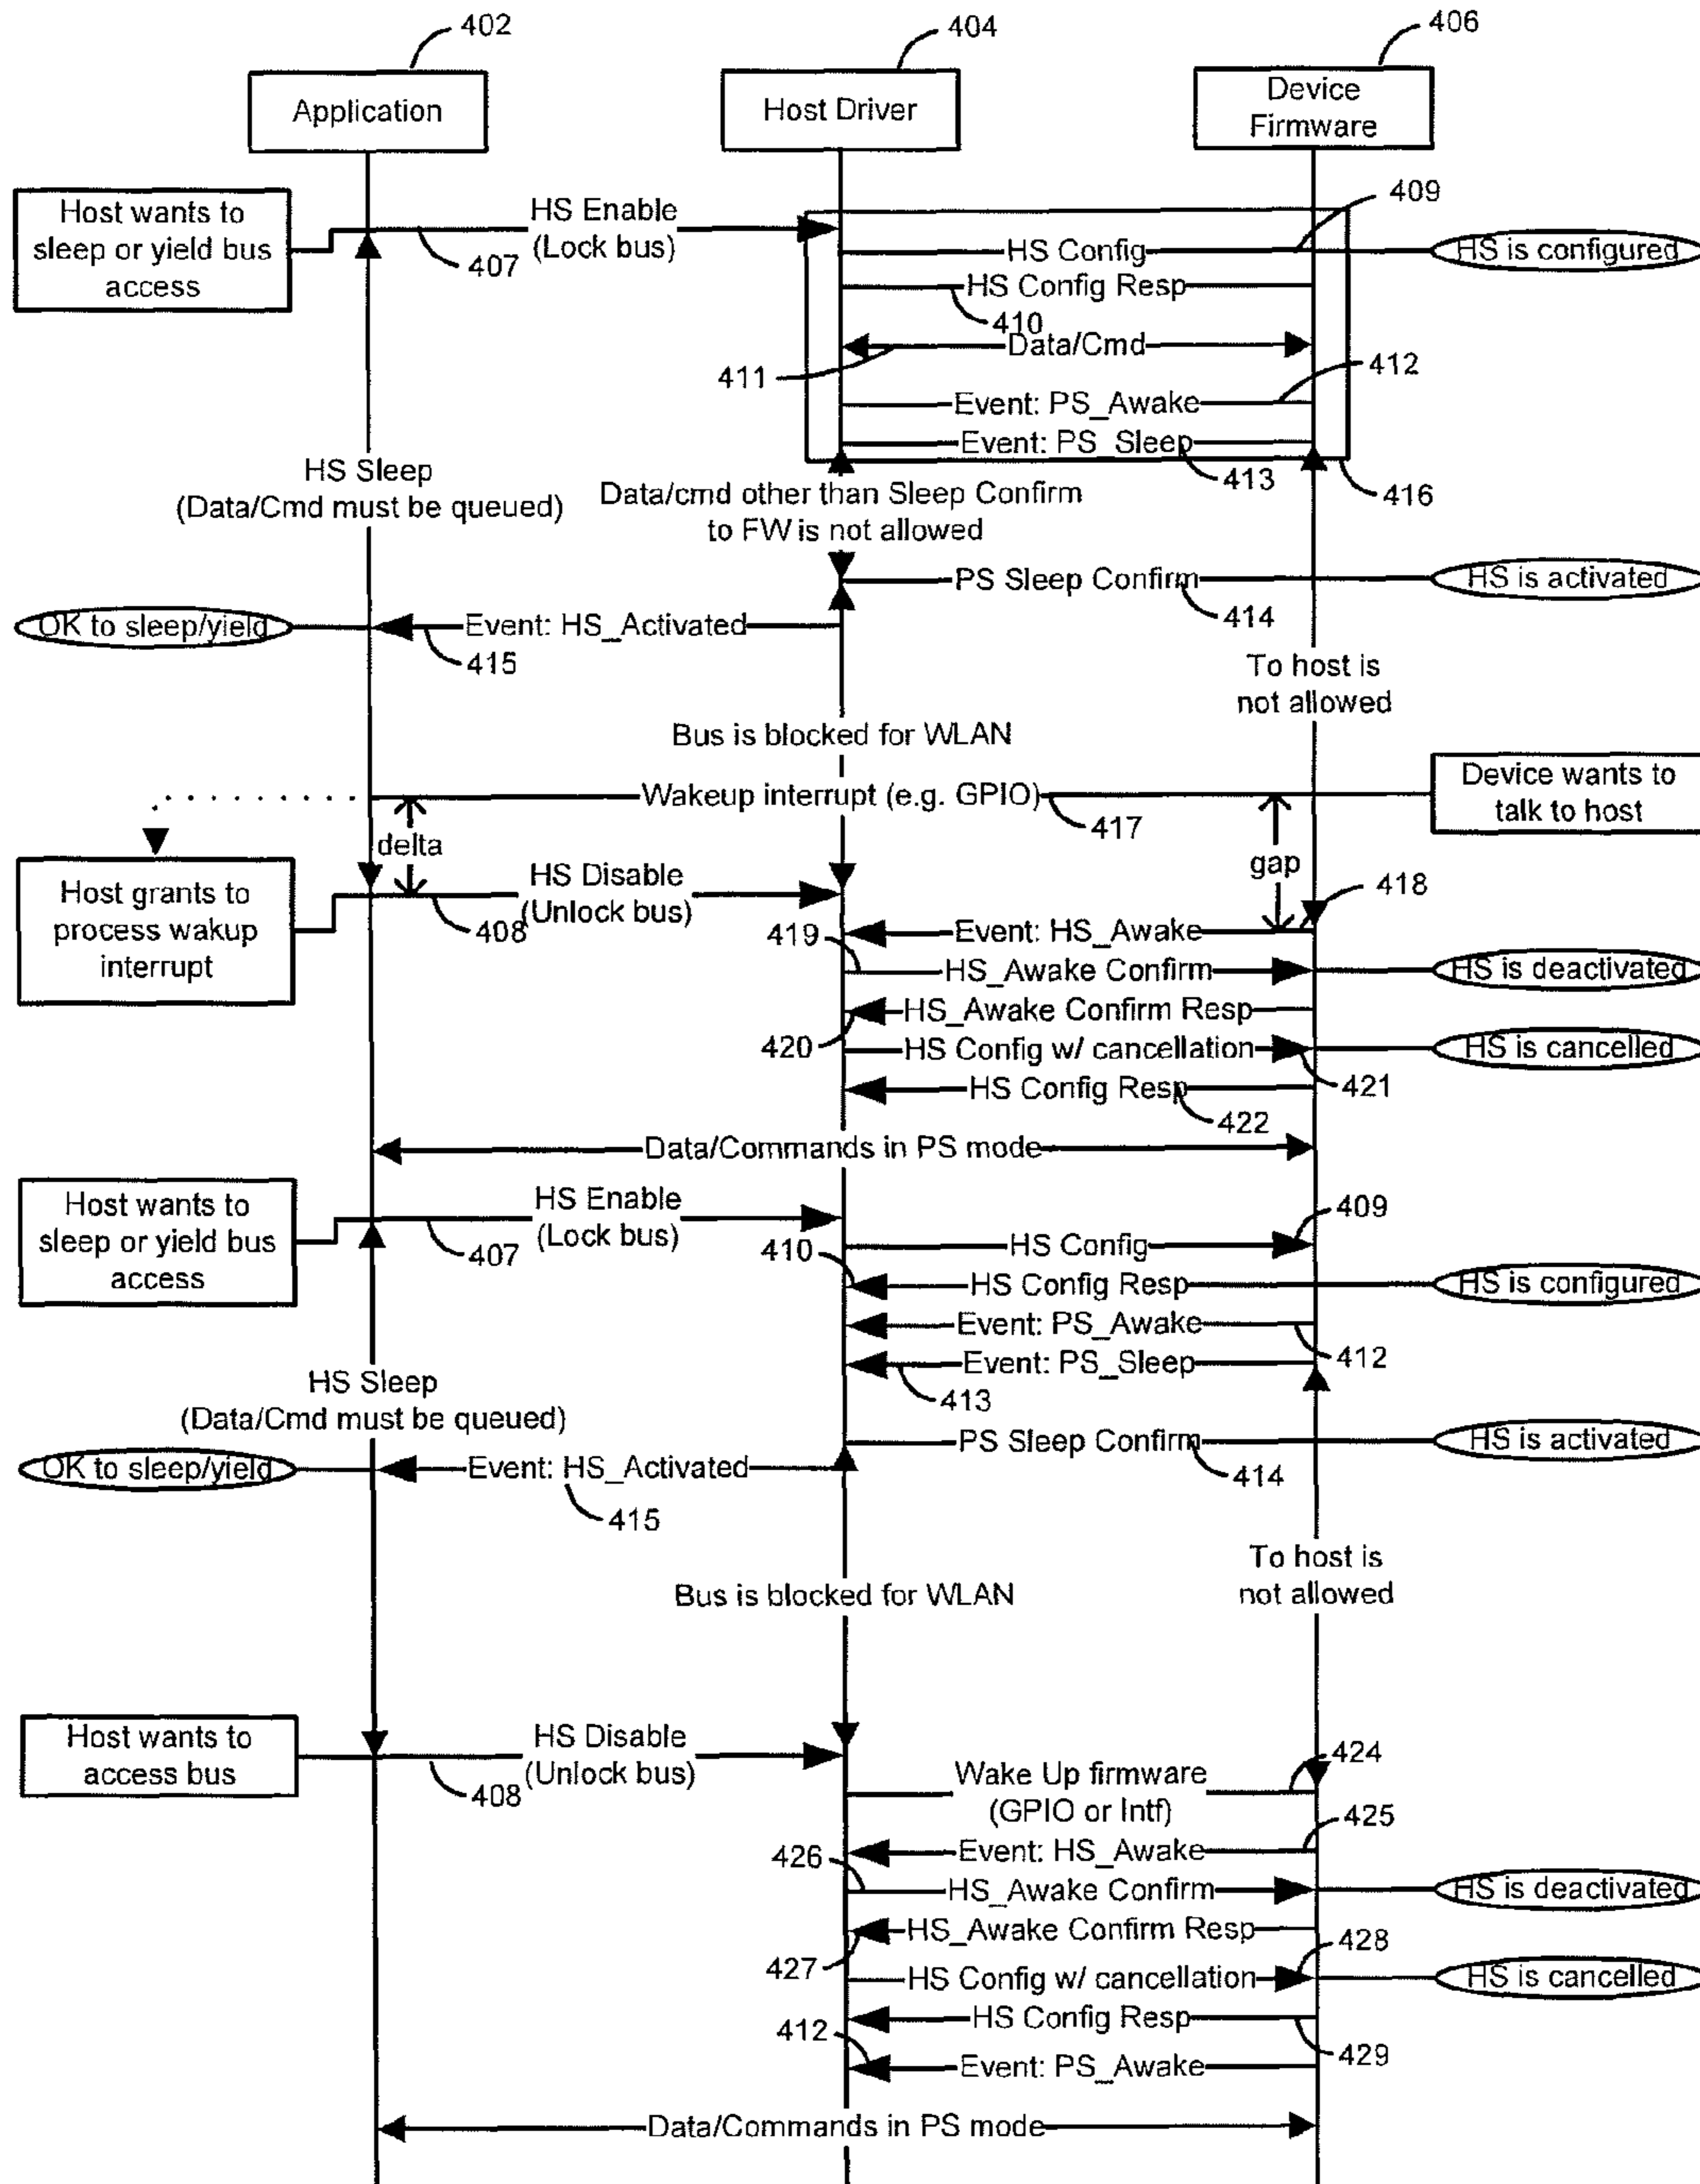 402
404
406
Application
Host Driver
Device
Firmware
Host wants to
sleep or yield bus
access
HS Enable
(Lock bus)
407
409
HS Config
HS is configured
HS Config Resp
410
Data/Cmd
411
412
Event: PS_Awake
Event: PS_Sleep
413
416
HS Sleep
(Data/Cmd must be queued)
Data/cmd other than Sleep Confirm
to FW is not allowed
PS Sleep Confirm
HS is activated
414
OK to sleep/yield
Event: HS_Activated
415
To host is
not allowed
Bus is blocked for WLAN
Wakeup interrupt (e.g. GPIO)
417
Device wants to
talk to host
delta
gap
Host grants to
process wakup
interrupt
HS Disable
(Unlock bus)
408
418
Event: HS_Awake
419
HS_Awake Confirm
HS is deactivated
HS_Awake Confirm Resp
420
HS Config w/ cancellation
HS is cancelled
421
HS Config Resp
422
Data/Commands in PS mode
Host wants to
sleep or yield bus
access
HS Enable
(Lock bus)
407
409
HS Config
410
HS Config Resp
HS is configured
Event: PS_Awake
412
Event: PS_Sleep
413
HS Sleep
(Data/Cmd must be queued)
PS Sleep Confirm
HS is activated
414
OK to sleep/yield
Event: HS_Activated
415
To host is
not allowed
Bus is blocked for WLAN
Host wants to
access bus
HS Disable
(Unlock bus)
408
Wake Up firmware
(GPIO or Intf)
424
425
Event: HS_Awake
426
HS_Awake Confirm
HS is deactivated
HS_Awake Confirm Resp
427
428
HS Config w/ cancellation
HS is cancelled
HS Config Resp
429
412
Event: PS_Awake
Data/Commands in PS mode